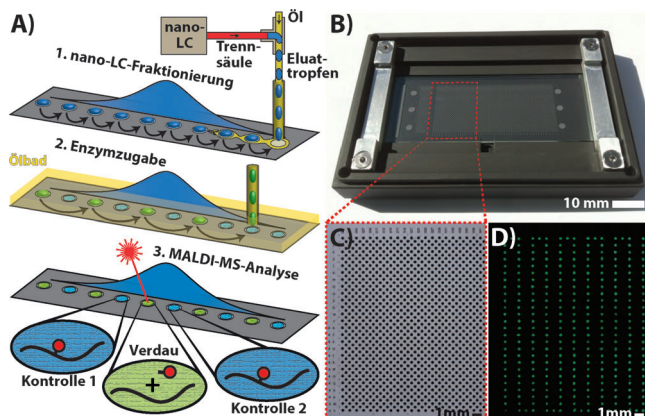 A)
nano-
LC
Trenn-
säule
Öl
Eluat-
tropfen
1. nano-LC-Fraktionierung
2. Enzymzugabe
Ölbad
3. MALDI-MS-Analyse
Kontrolle 1
Verdau
+
Kontrolle 2
B)
10 mm
C)
1mm
D)
1mm